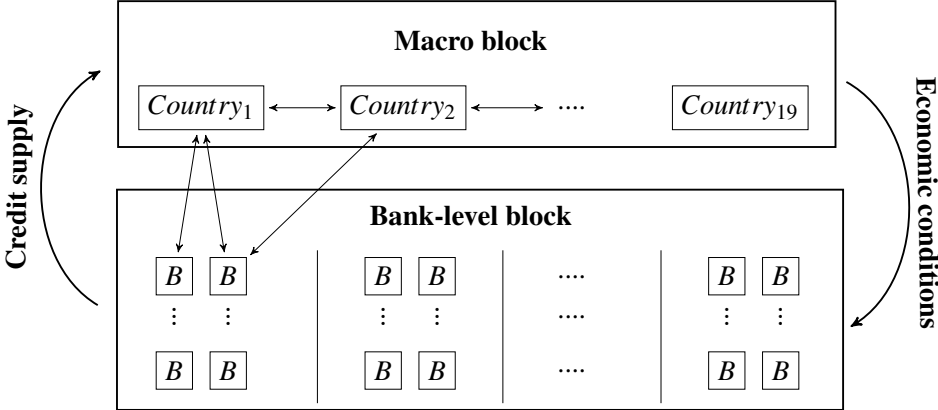 Macro block
Country₁ Country₂ .... Country₁₉
Credit supply
Economic conditions
Bank-level block
B B B B .... B B
⋮ ⋮ ⋮ ⋮ .... ⋮ ⋮
B B B B .... B B